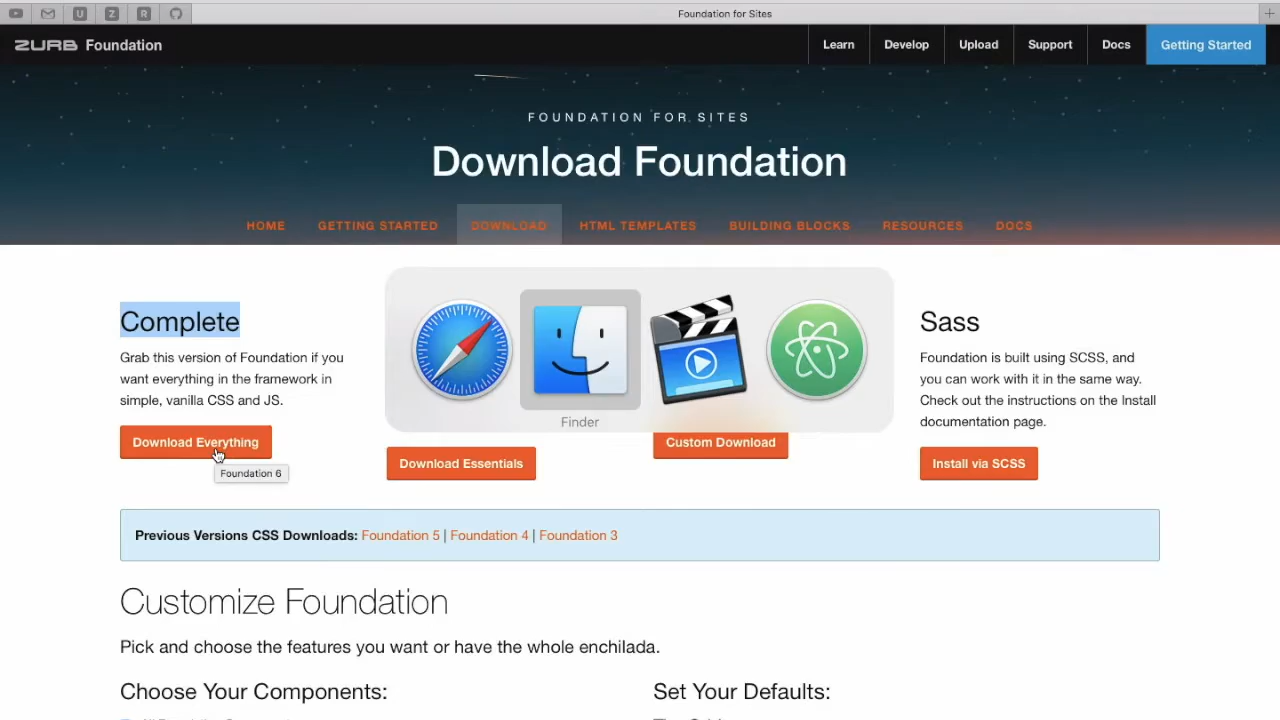 U
Z
R
Foundation for Sites
ZURB Foundation
Learn
Develop
Upload
Support
Docs
Getting Started
FOUNDATION FOR SITES
Download Foundation
HOME
GETTING STARTED
DOWNLOAD
HTML TEMPLATES
BUILDING BLOCKS
RESOURCES
DOCS
Complete
Grab this version of Foundation if you
want everything in the framework in
simple, vanilla CSS and JS.
Download Everything
Foundation 6
Finder
Download Essentials
Custom Download
Sass
Foundation is built using SCSS, and
you can work with it in the same way.
Check out the instructions on the Install
documentation page.
Install via SCSS
Previous Versions CSS Downloads: Foundation 5 | Foundation 4 | Foundation 3
Customize Foundation
Pick and choose the features you want or have the whole enchilada.
Choose Your Components:
Set Your Defaults: